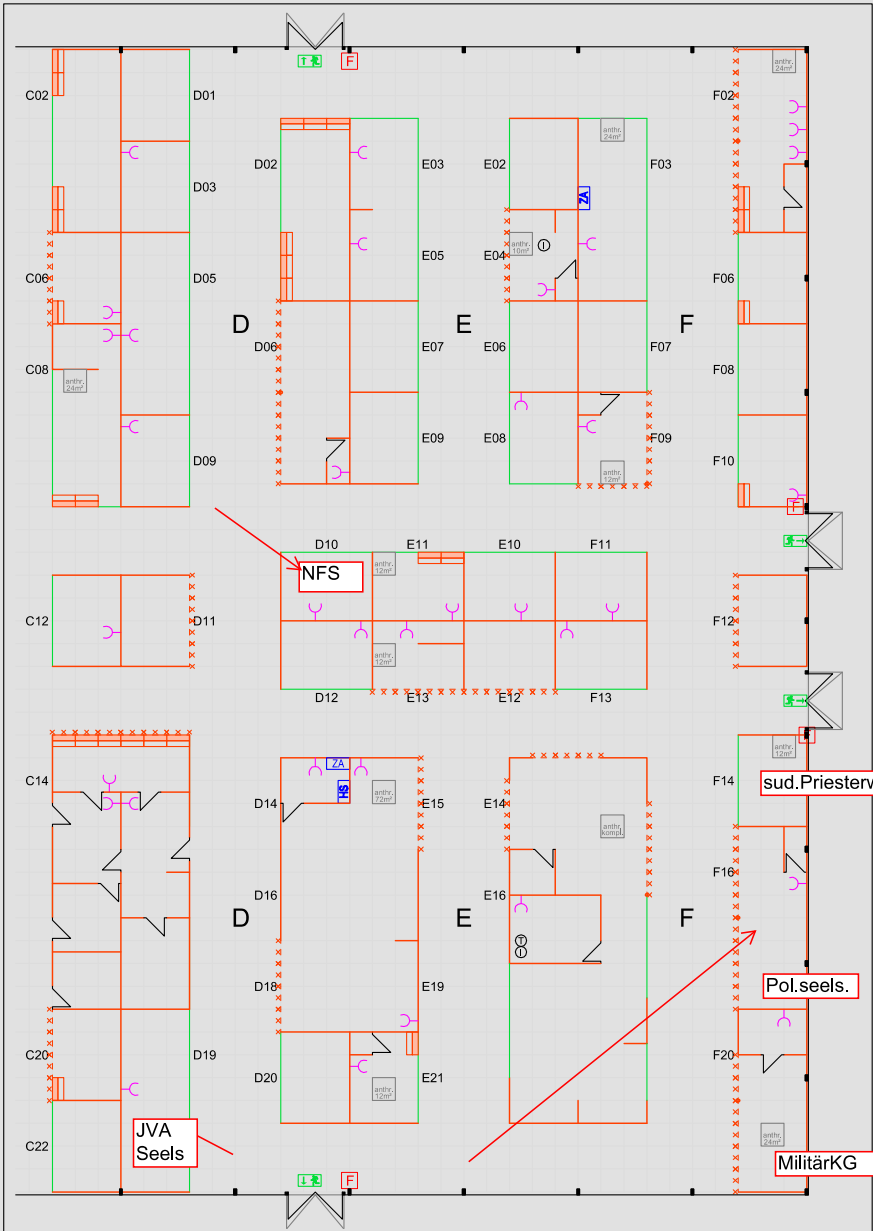 F
C02
D01
F02
anthr.
24m²
D02
E03
E02
anthr.
24m²
F03
D03
ZA
C06
D05
E05
E04
anthr.
10m²
I
F06
D
E
F
D06
E07
E06
F07
C08
anthr.
24m²
F08
D09
E09
E08
F09
anthr.
12m²
F10
F
D10
E11
E10
F11
NFS
anthr.
12m²
C12
D11
F12
anthr.
12m²
D12
E13
E12
F13
anthr.
12m²
C14
ZA
HS
D14
anthr.
72m²
E15
E14
anthr.
kompl.
F14
sud.Priesterv
D16
E16
F16
D
E
F
T
I
D18
E19
Pol.seels.
C20
D19
D20
anthr.
12m²
E21
F20
JVA
Seels
C22
anthr.
24m²
MilitärKG
F